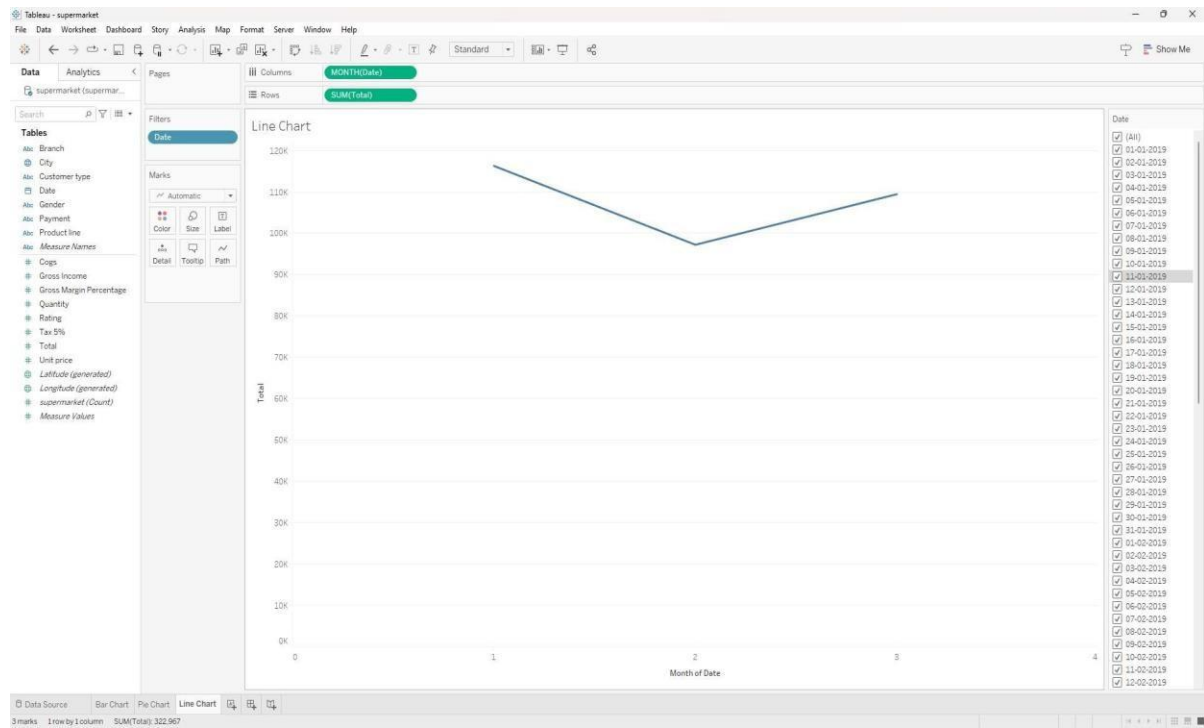 Tableau - supermarket
File Data Worksheet Dashboard Story Analysis Map Format Server Window Help
Standard
Show Me
Data Analytics
supermarket (supermar...
Search
Tables
Abc Branch
City
Abc Customer type
Date
Abc Gender
Abc Payment
Abc Product line
Abc Measure Names
# Cogs
# Gross Income
# Gross Margin Percentage
# Quantity
# Rating
# Tax 5%
# Total
# Unit price
Latitude (generated)
Longitude (generated)
# supermarket (Count)
# Measure Values
Pages
Filters
Date
Marks
Automatic
Color Size Label
Detail Tooltip Path
Columns MONTH(Date)
Rows SUM(Total)
Line Chart
120K
110K
100K
90K
80K
70K
60K
50K
40K
30K
20K
10K
0K
Total
0 1 2 3 4
Month of Date
Date
(All)
01-01-2019
02-01-2019
03-01-2019
04-01-2019
05-01-2019
06-01-2019
07-01-2019
08-01-2019
09-01-2019
10-01-2019
11-01-2019
12-01-2019
13-01-2019
14-01-2019
15-01-2019
16-01-2019
17-01-2019
18-01-2019
19-01-2019
20-01-2019
21-01-2019
22-01-2019
23-01-2019
24-01-2019
25-01-2019
26-01-2019
27-01-2019
28-01-2019
29-01-2019
30-01-2019
31-01-2019
01-02-2019
02-02-2019
03-02-2019
04-02-2019
05-02-2019
06-02-2019
07-02-2019
08-02-2019
09-02-2019
10-02-2019
11-02-2019
12-02-2019
Data Source Bar Chart Pie Chart Line Chart
3 marks 1 row by 1 column SUM(Total): 322,967